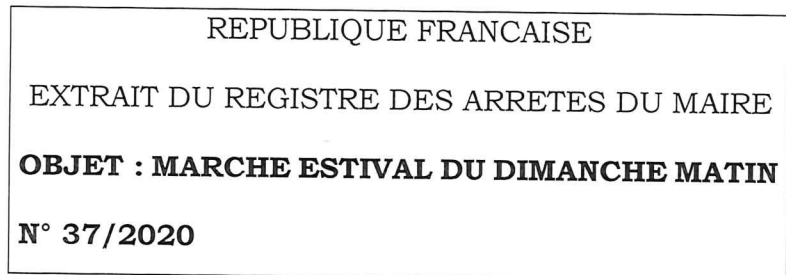 REPUBLIQUE FRANCAISE
EXTRAIT DU REGISTRE DES ARRETES DU MAIRE
OBJET : MARCHE ESTIVAL DU DIMANCHE MATIN
N° 37/2020